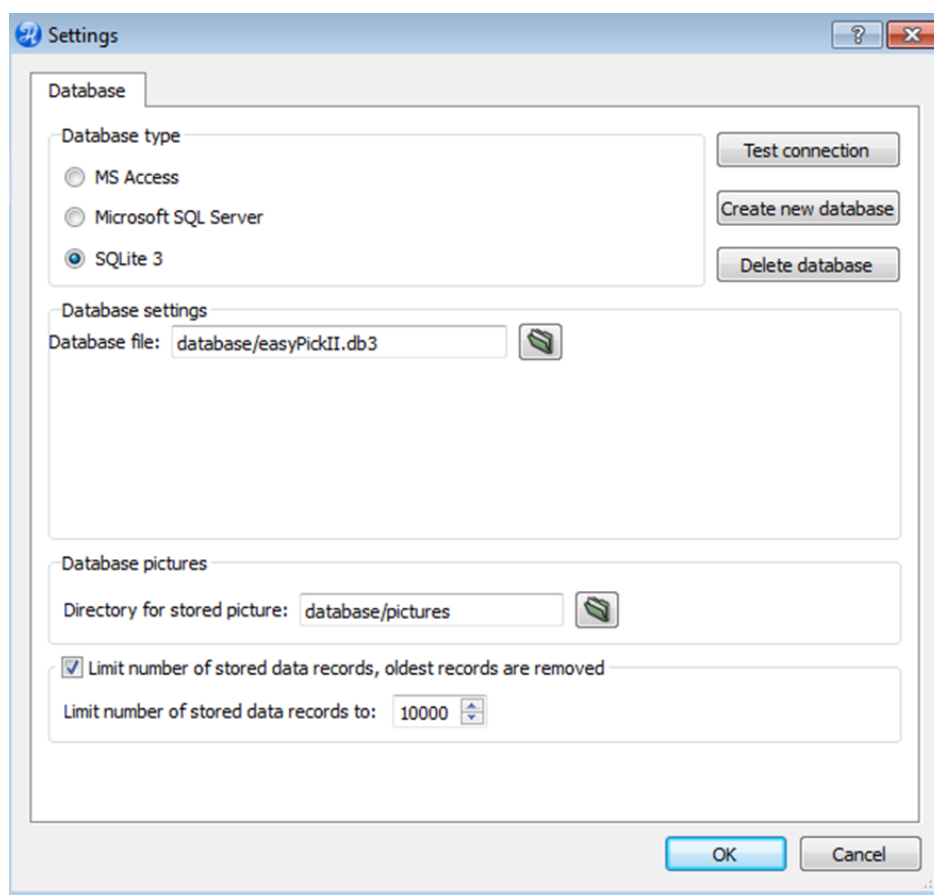 Settings
Database
Database type
MS Access
Microsoft SQL Server
SQLite 3
Test connection
Create new database
Delete database
Database settings
Database file: database/easyPickII.db3
Database pictures
Directory for stored picture: database/pictures
Limit number of stored data records, oldest records are removed
Limit number of stored data records to: 10000
OK Cancel